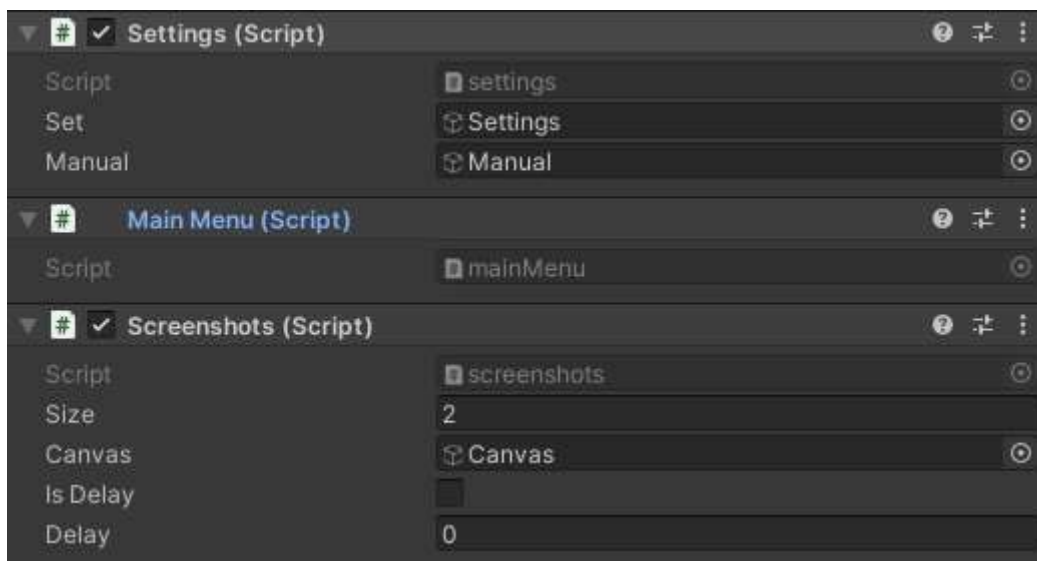 # Settings (Script)
Script settings
Set Settings
Manual Manual
# Main Menu (Script)
Script mainMenu
# Screenshots (Script)
Script screenshots
Size 2
Canvas Canvas
Is Delay
Delay 0